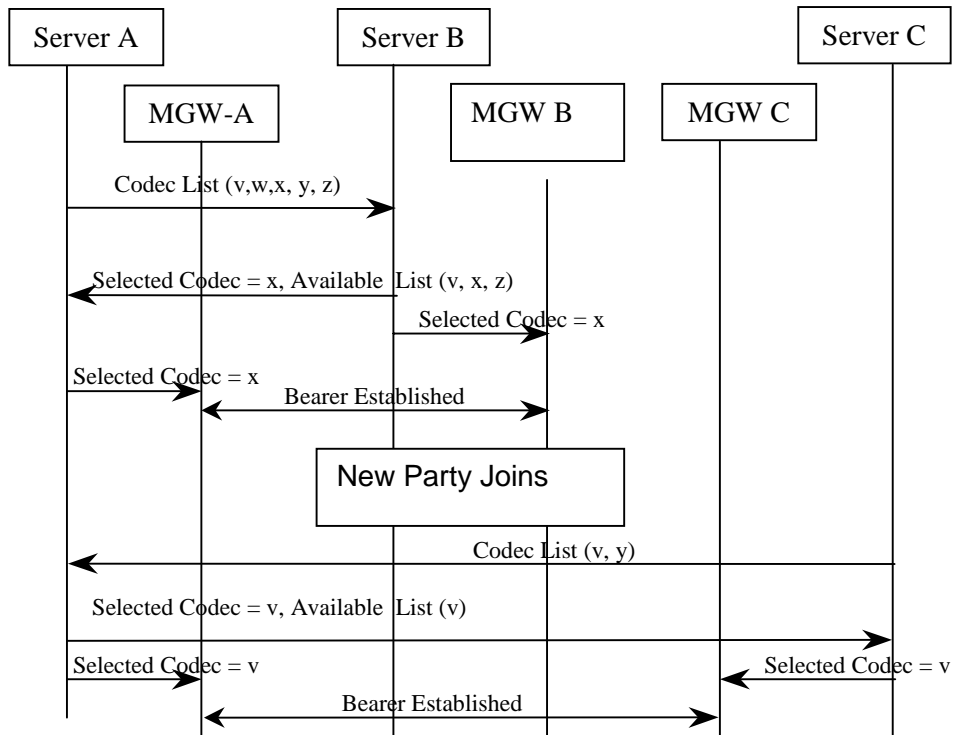 Server A
Server B
Server C
MGW-A
MGW B
MGW C
Codec List (v,w,x, y, z)
Selected Codec = x, Available List (v, x, z)
Selected Codec = x
Selected Codec = x
Bearer Established
New Party Joins
Codec List (v, y)
Selected Codec = v, Available List (v)
Selected Codec = v
Selected Codec = v
Bearer Established